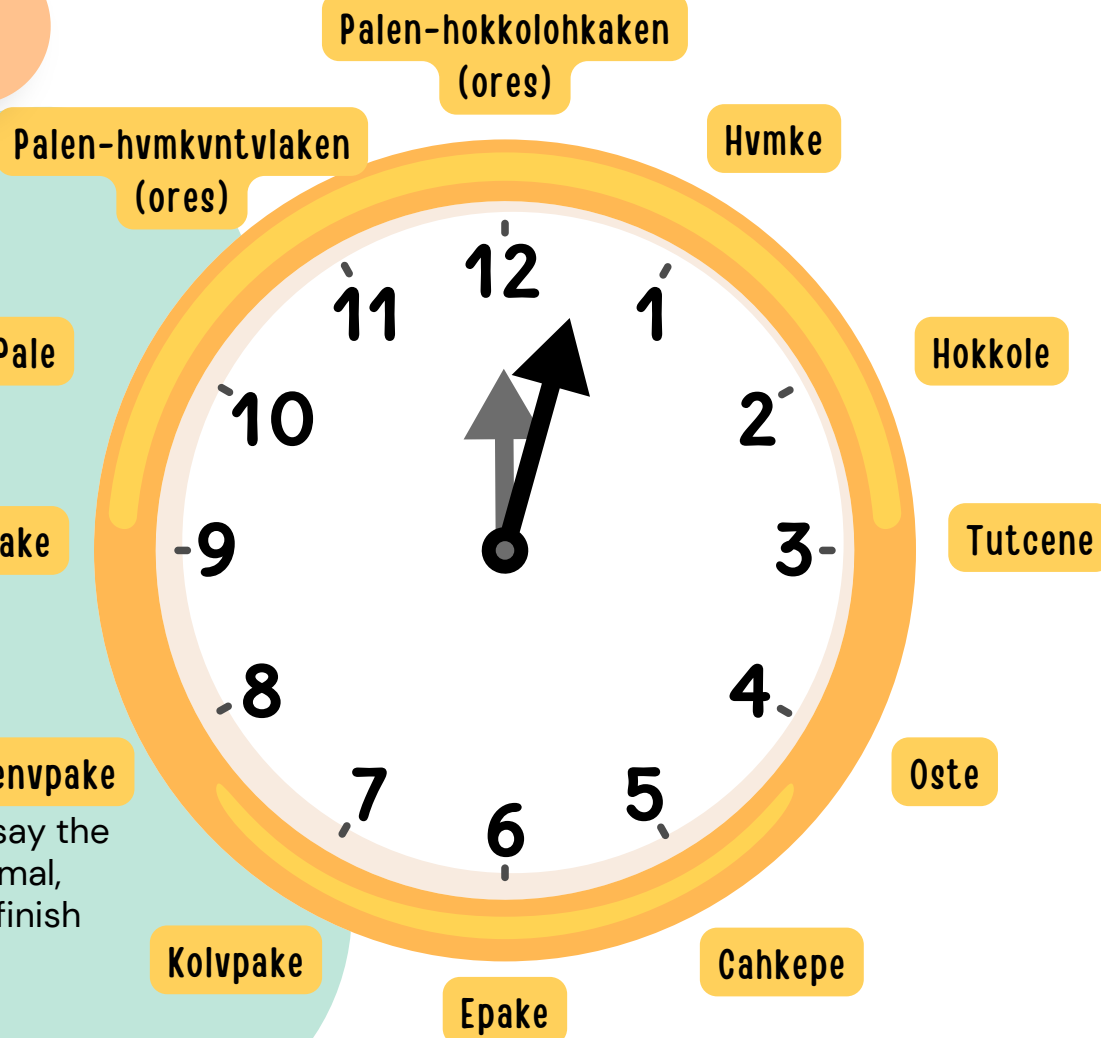 Palen-hokkolohkaken
(ores)
Palen-hvmkvntvlaken
(ores)
Hvmke
12
11
1
Pale
Hokkole
10
2
ake
9
3
Tutcene
8
4
envpake
7
5
Oste
6
say the
mal,
finish
Kolvpake
Cahkepe
Epake